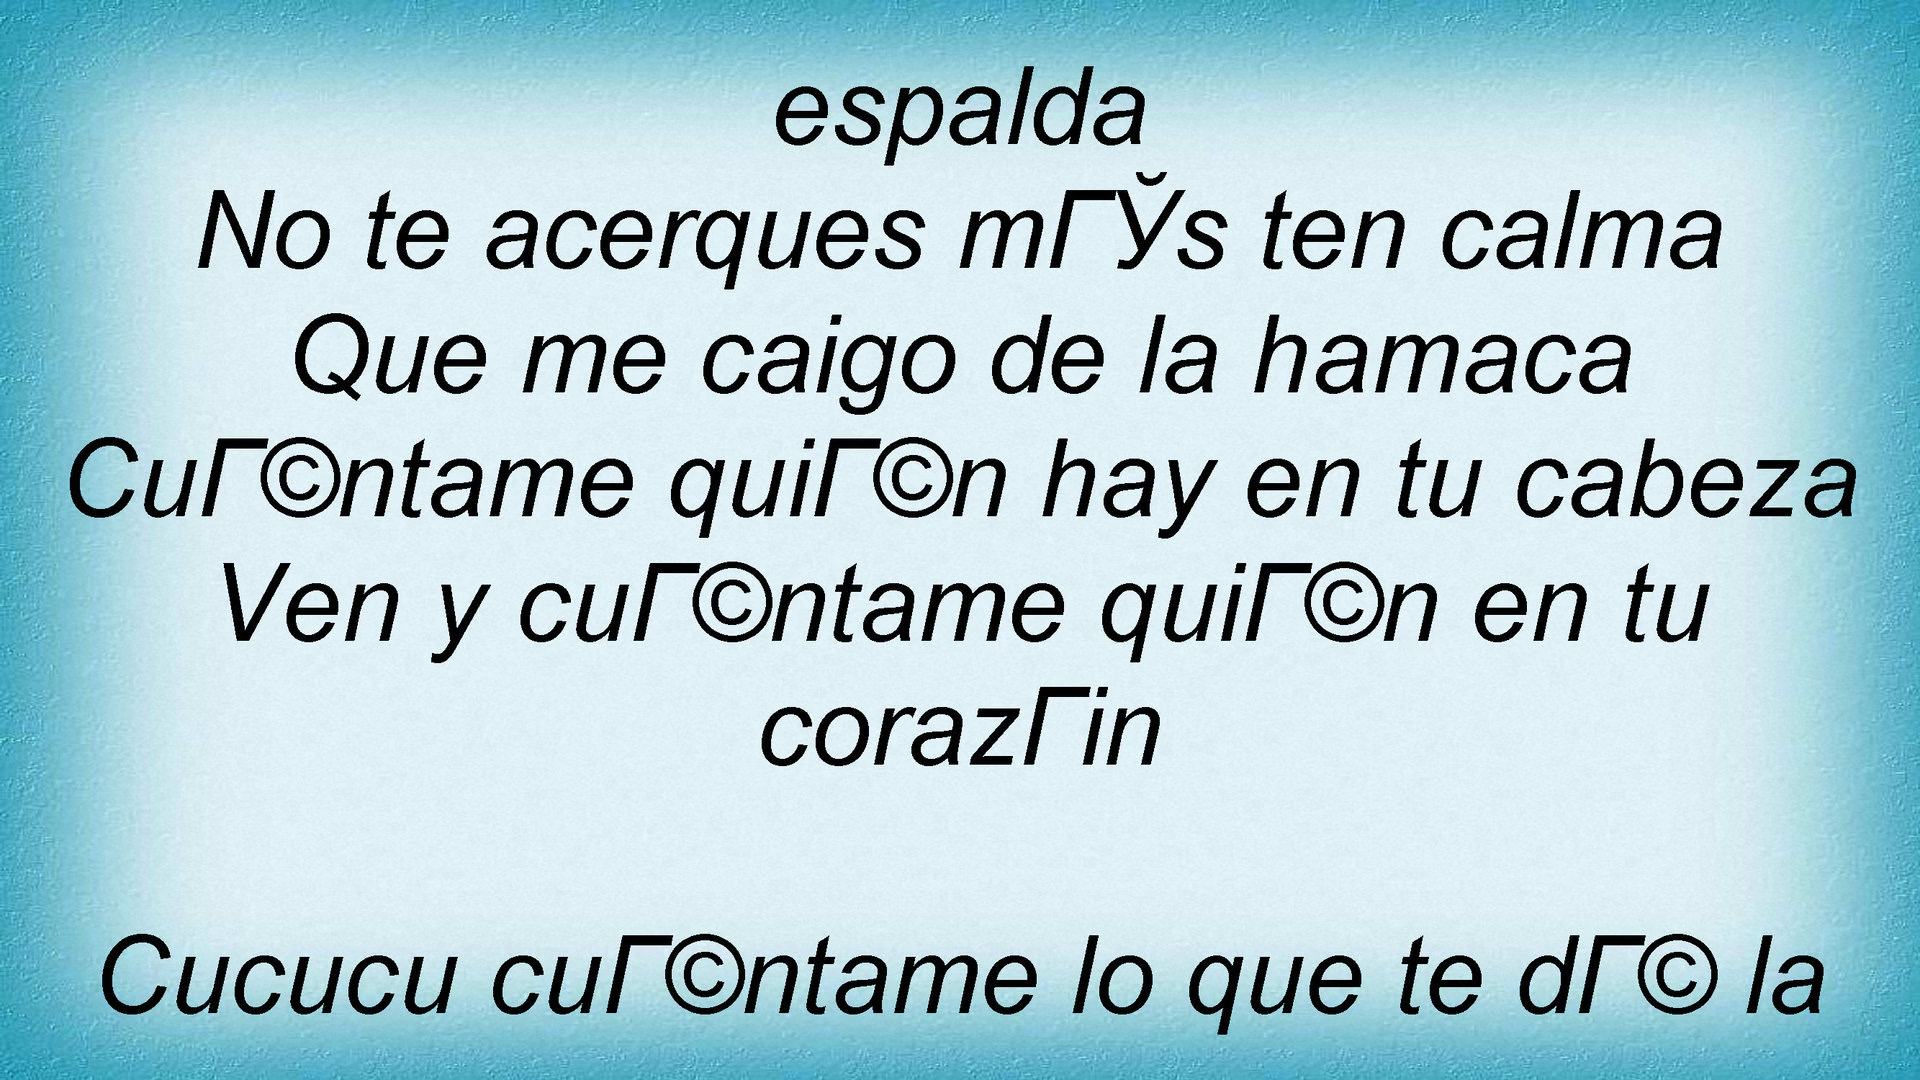 espalda
No te acerques mГЎs ten calma
Que me caigo de la hamaca
CuГ©ntame quiГ©n hay en tu cabeza
Ven y cuГ©ntame quiГ©n en tu
corazГіn
Cucucu cuГ©ntame lo que te dГ© la